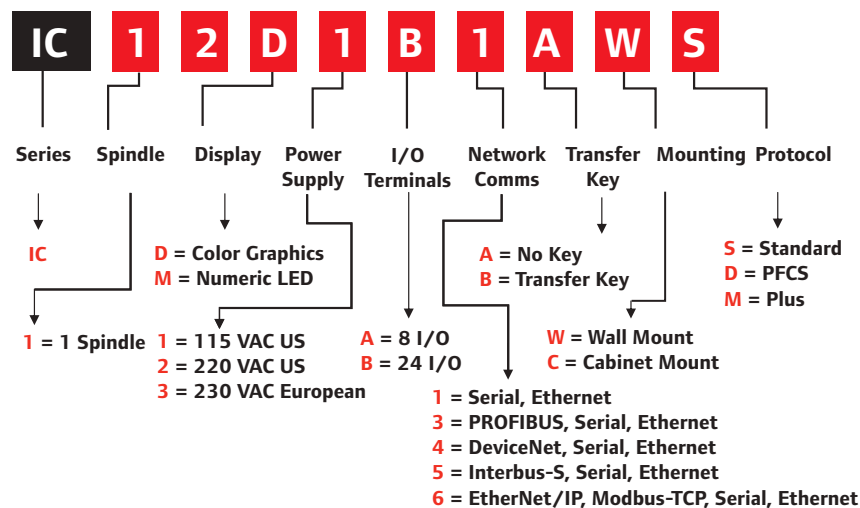 IC 1 2 D 1 B 1 A W S
Series Spindle Display Power Supply I/O Terminals Network Comms Transfer Key Mounting Protocol
IC
1 = 1 Spindle
D = Color Graphics
M = Numeric LED
1 = 115 VAC US
2 = 220 VAC US
3 = 230 VAC European
A = 8 I/O
B = 24 I/O
1 = Serial, Ethernet
3 = PROFIBUS, Serial, Ethernet
4 = DeviceNet, Serial, Ethernet
5 = Interbus-S, Serial, Ethernet
6 = EtherNet/IP, Modbus-TCP, Serial, Ethernet
A = No Key
B = Transfer Key
W = Wall Mount
C = Cabinet Mount
S = Standard
D = PFCS
M = Plus